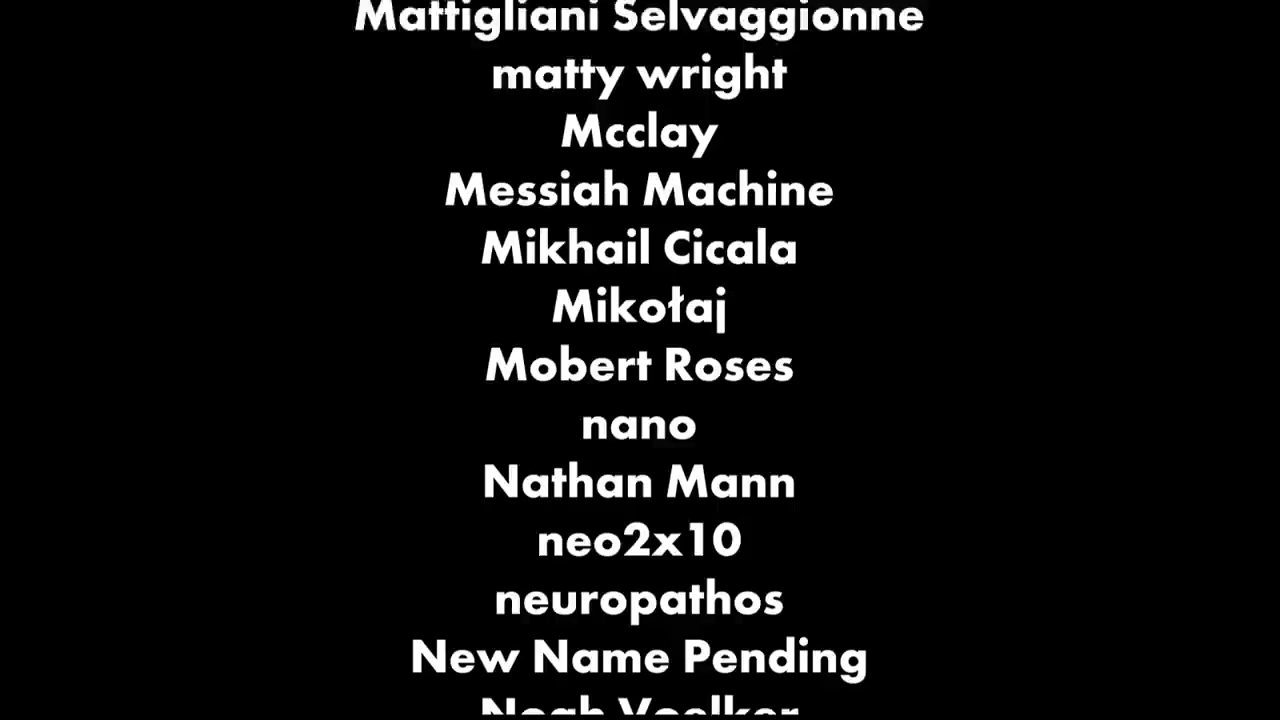 Mattigliani Selvaggionne
matty wright
Mcclay
Messiah Machine
Mikhail Cicala
Mikołaj
Mobert Roses
nano
Nathan Mann
neo2x10
neuropathos
New Name Pending
Noah Voelker